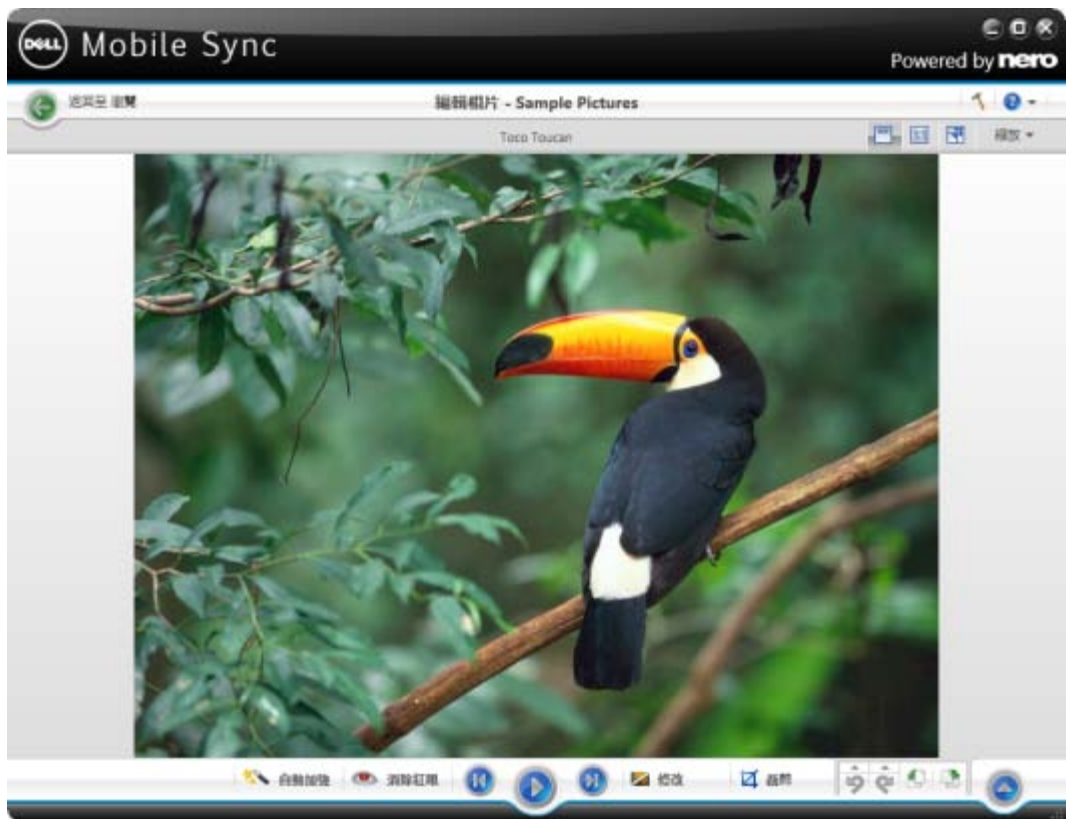 DELL Mobile Sync
Powered by nero
返回至 瀏覽
編輯相片 - Sample Pictures
Toco Toucan
縮放
自動加強 消除紅眼 修改 裁剪